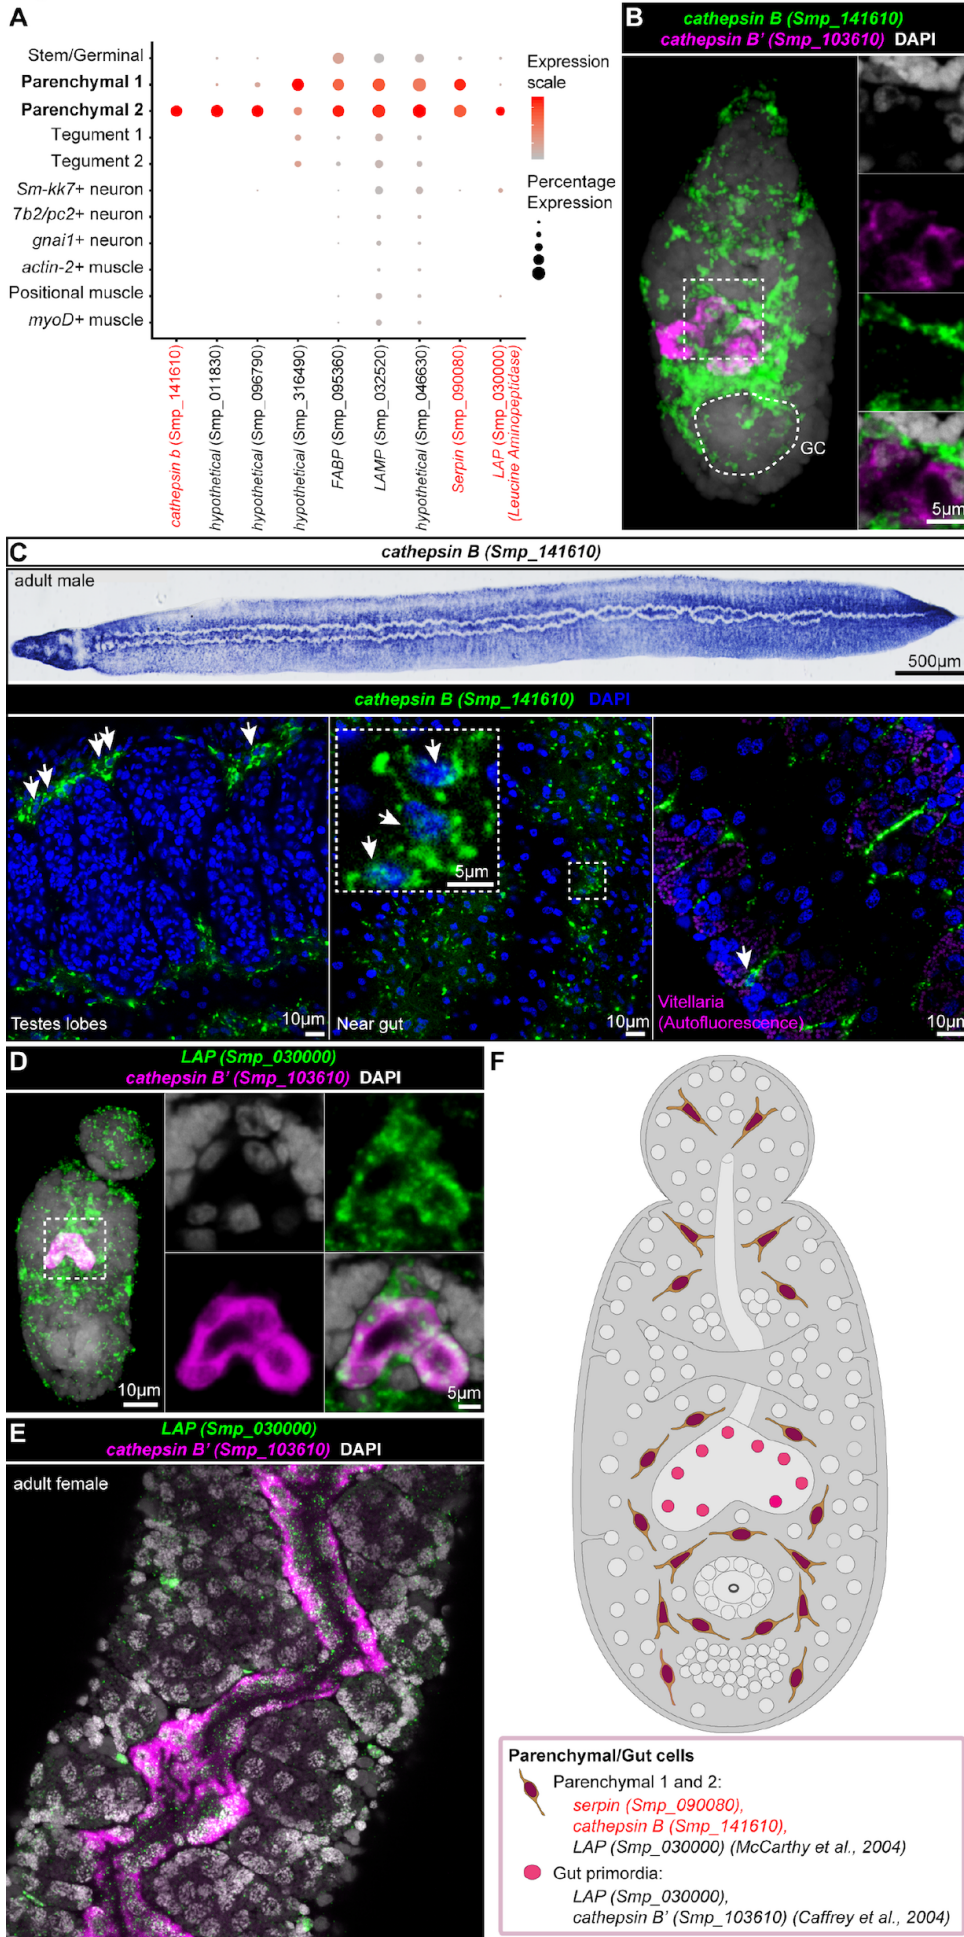 A
Stem/Germinal
Parenchymal 1
Parenchymal 2
Tegument 1
Tegument 2
Sm-kk7+ neuron
7b2/pc2+ neuron
gnai1+ neuron
actin-2+ muscle
Positional muscle
myoD+ muscle
cathepsin b (Smp_141610)
hypothetical (Smp_011830)
hypothetical (Smp_096790)
hypothetical (Smp_316490)
FABP (Smp_095360)
LAMP (Smp_032520)
hypothetical (Smp_046630)
Serpin (Smp_090080)
LAP (Smp_030000)
(Leucine Aminopeptidase)
Expression
scale
Percentage
Expression
B
cathepsin B (Smp_141610)
cathepsin B' (Smp_103610) DAPI
GC
5µm
C
cathepsin B (Smp_141610)
adult male
500µm
cathepsin B (Smp_141610) DAPI
Testes lobes
10µm
5µm
Near gut
10µm
Vitellaria
(Autofluorescence)
10µm
D
LAP (Smp_030000)
cathepsin B' (Smp_103610) DAPI
10µm
5µm
E
LAP (Smp_030000)
cathepsin B' (Smp_103610) DAPI
adult female
F
Parenchymal/Gut cells
Parenchymal 1 and 2:
serpin (Smp_090080),
cathepsin B (Smp_141610),
LAP (Smp_030000) (McCarthy et al., 2004)
Gut primordia:
LAP (Smp_030000),
cathepsin B' (Smp_103610) (Caffrey et al., 2004)